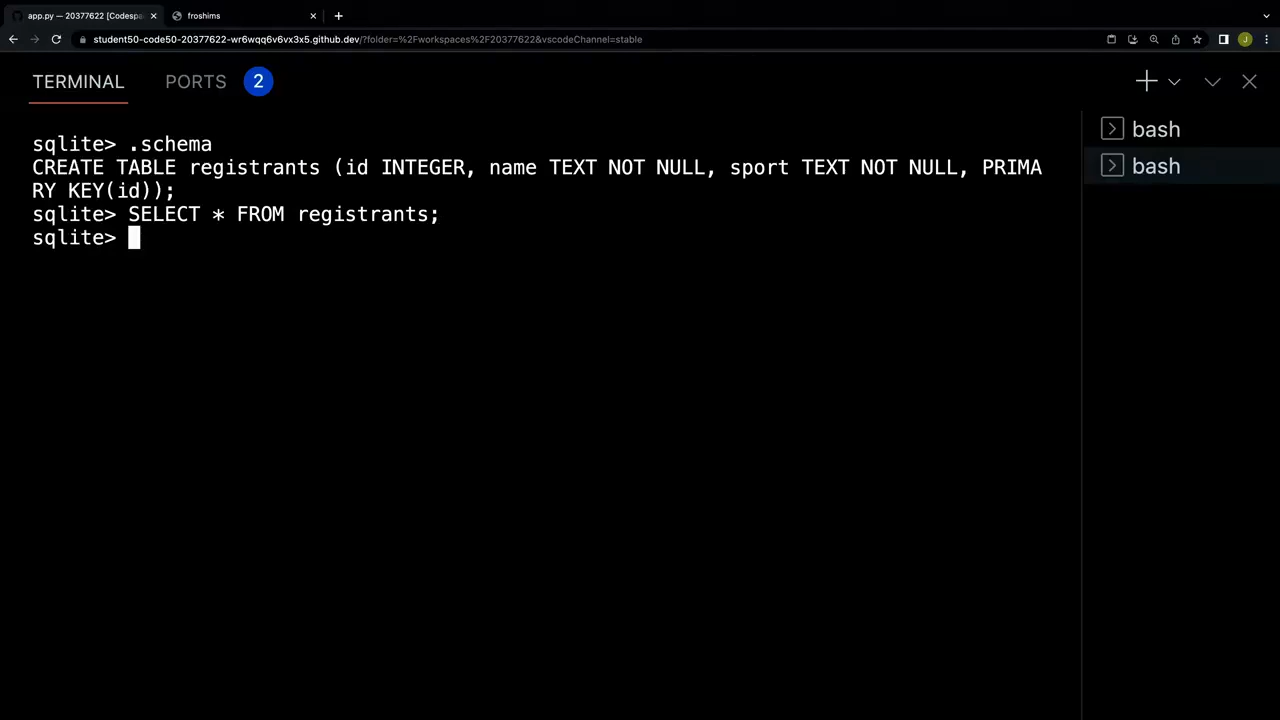 app.py — 20377622 [Codespa
froshims
student50-code50-20377622-wr6wqq6v6vx3x5.github.dev/?folder=%2Fworkspaces%2F20377622&vscodeChannel=stable
J
TERMINAL
PORTS
2
sqlite> .schema
CREATE TABLE registrants (id INTEGER, name TEXT NOT NULL, sport TEXT NOT NULL, PRIMA
RY KEY(id));
sqlite> SELECT * FROM registrants;
sqlite>
bash
bash